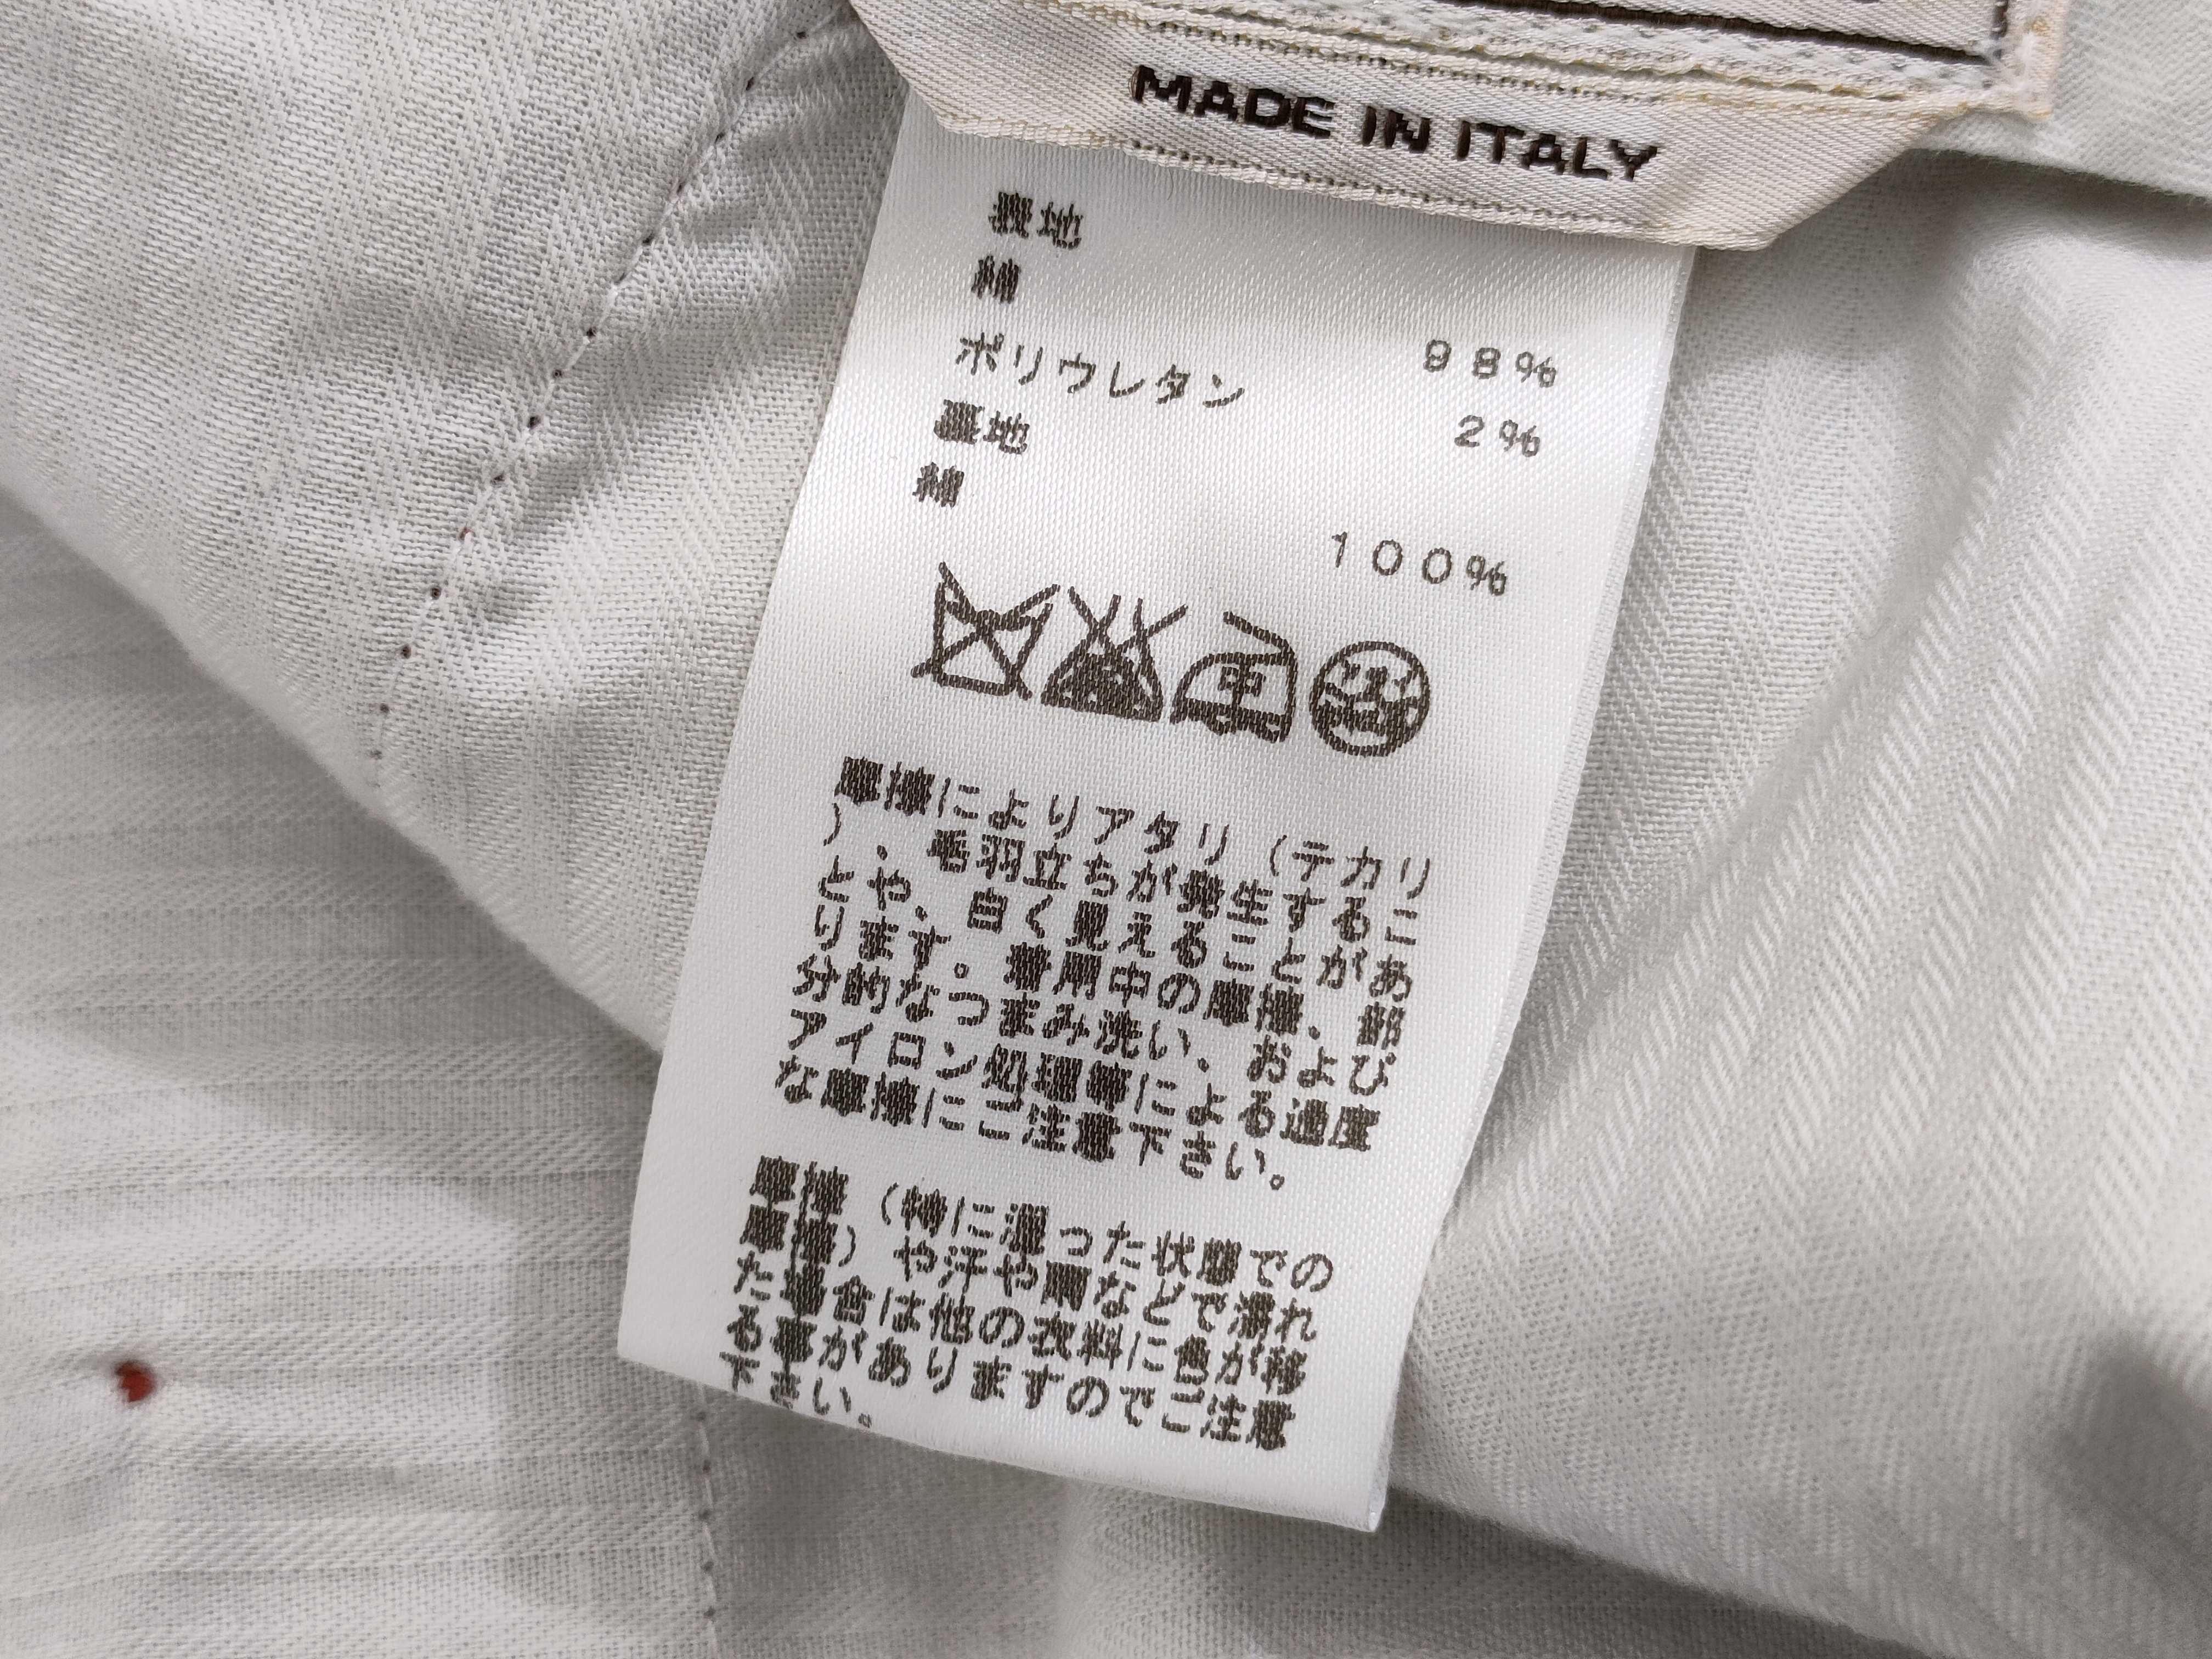 MADE IN ITALY
表地
綿 98%
ポリウレタン 2%
裏地
綿 100%
摩擦によりアタリ(テカリ
)、毛羽立ちが発生するこ
とや、白く見えることがあ
ります。着用中の摩擦、部
分的なつまみ洗い、および
アイロン処理等による過度
な摩擦にご注意下さい。
摩擦(特に湿った状態での
摩擦)や汗や雨などで濡れ
た場合は他の衣料に色が移
る事がありますのでご注意
下さい。